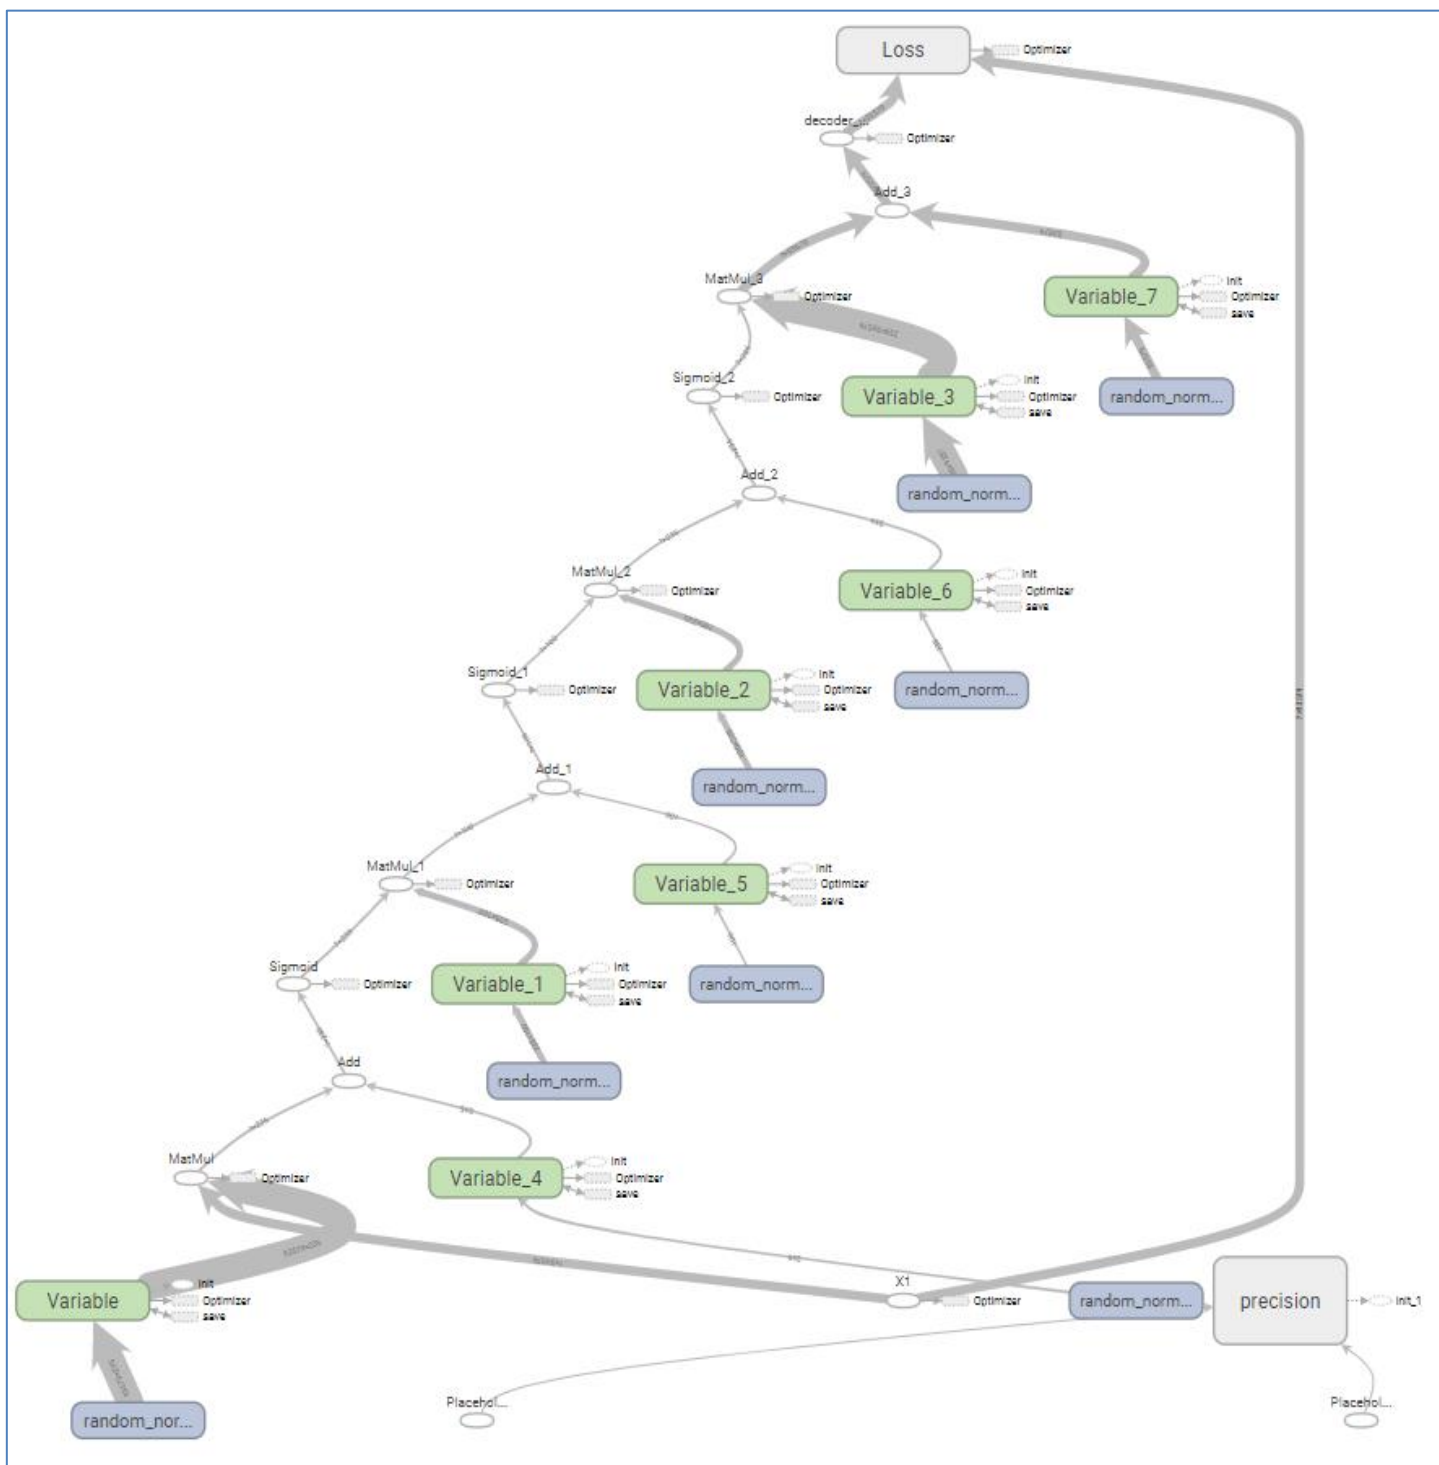 Loss
Optimizer
decoder_...
Optimizer
Add_3
MatMul_3
Optimizer
Variable_7
init
Optimizer
save
Sigmoid_2
Optimizer
Variable_3
init
Optimizer
save
random_norm...
Add_2
random_norm...
MatMul_2
Optimizer
Variable_6
init
Optimizer
save
Sigmoid_1
Optimizer
Variable_2
init
Optimizer
save
random_norm...
Add_1
random_norm...
MatMul_1
Optimizer
Variable_5
init
Optimizer
save
Sigmoid
Optimizer
Variable_1
init
Optimizer
save
random_norm...
Add
random_norm...
MatMul
Optimizer
Variable_4
init
Optimizer
save
X1
Optimizer
random_norm...
precision
init_1
Variable
init
Optimizer
save
Placehol...
Placehol...
random_nor...